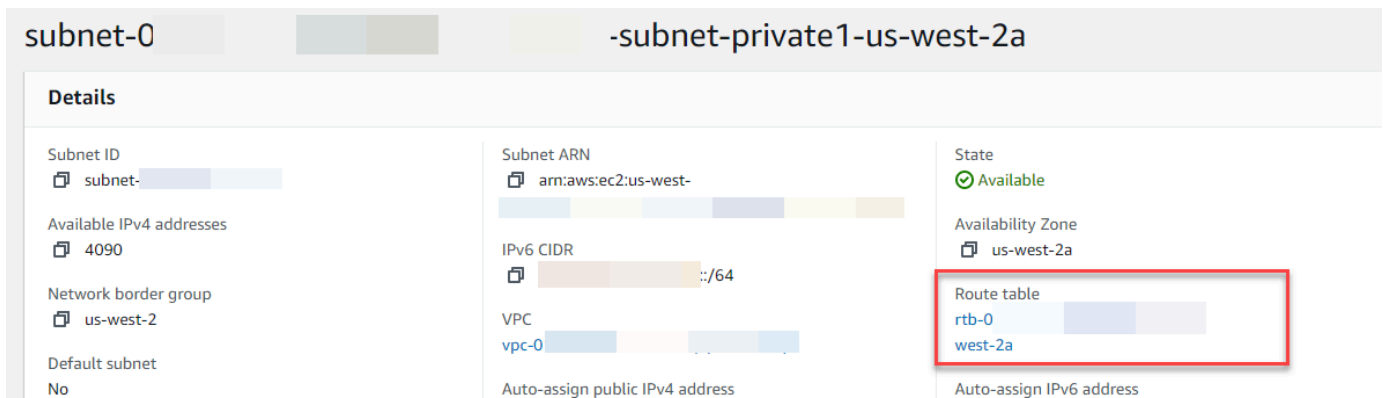 subnet-0 -subnet-private1-us-west-2a
Details
Subnet ID
subnet-
Available IPv4 addresses
4090
Network border group
us-west-2
Default subnet
No
Subnet ARN
arn:aws:ec2:us-west-
IPv6 CIDR
::/64
VPC
vpc-0
Auto-assign public IPv4 address
State
Available
Availability Zone
us-west-2a
Route table
rtb-0
west-2a
Auto-assign IPv6 address